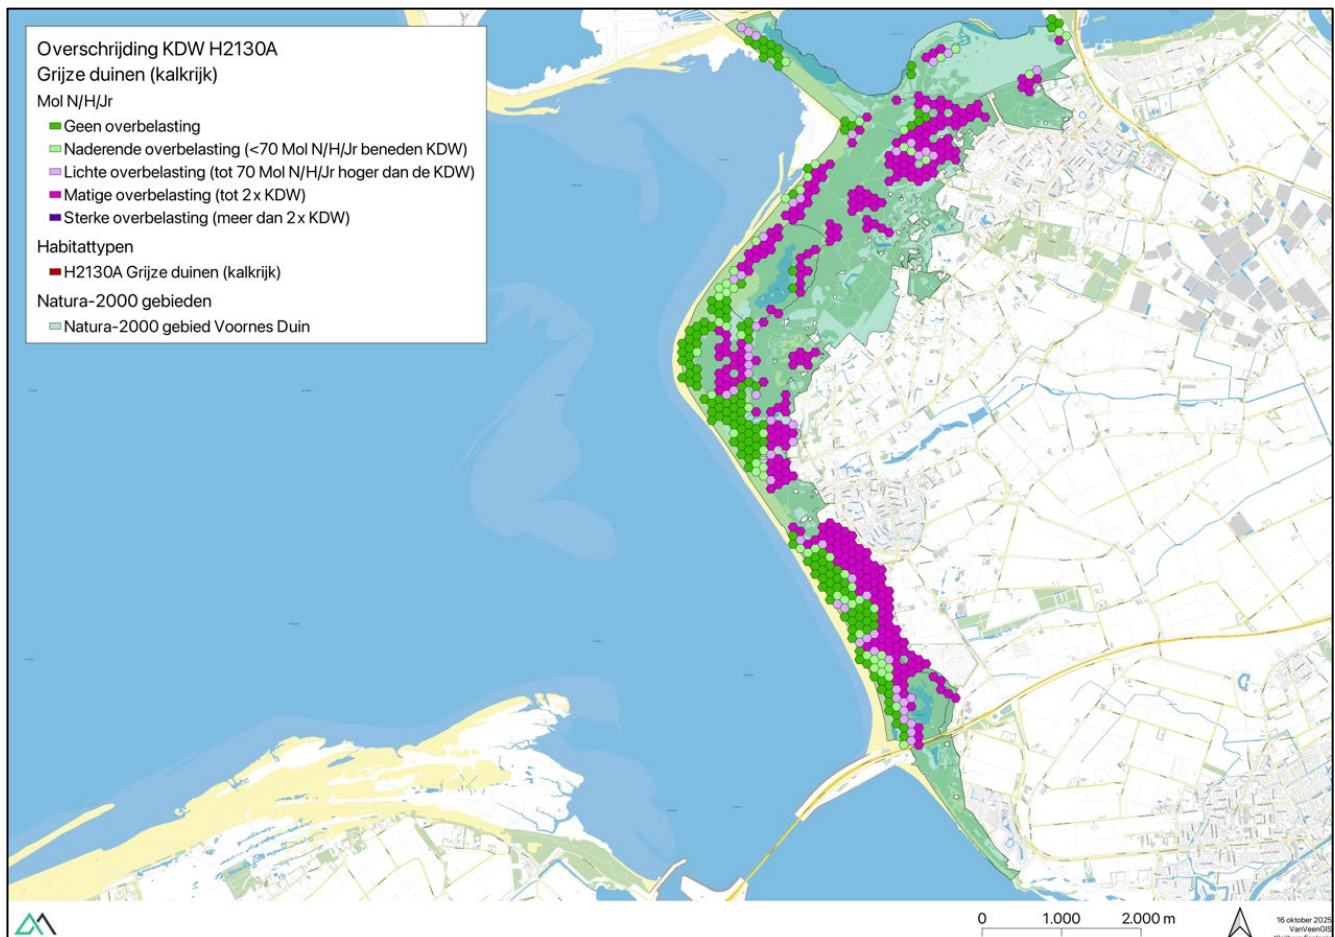 Overschrijding KDW H2130A
Grijze duinen (kalkrijk)
Mol N/H/Jr
Geen overbelasting
Naderende overbelasting (<70 Mol N/H/Jr beneden KDW)
Lichte overbelasting (tot 70 Mol N/H/Jr hoger dan de KDW)
Matige overbelasting (tot 2x KDW)
Sterke overbelasting (meer dan 2x KDW)
Habitattypen
H2130A Grijze duinen (kalkrijk)
Natura-2000 gebieden
Natura-2000 gebied Voornes Duin
0 1.000 2.000 m
16 oktober 2025
VanVeenGIS